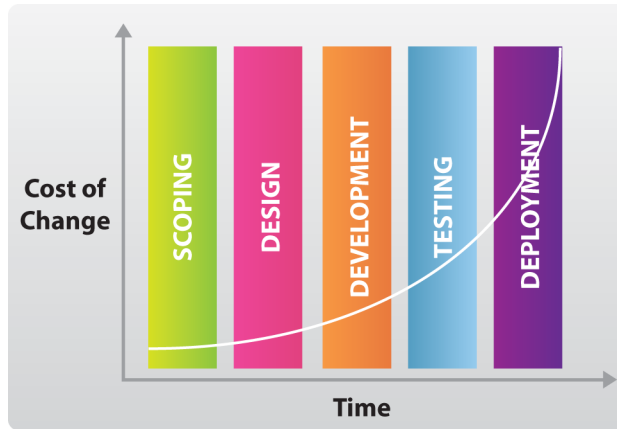 Cost of
Change
SCOPING
DESIGN
DEVELOPMENT
TESTING
DEPLOYMENT
Time